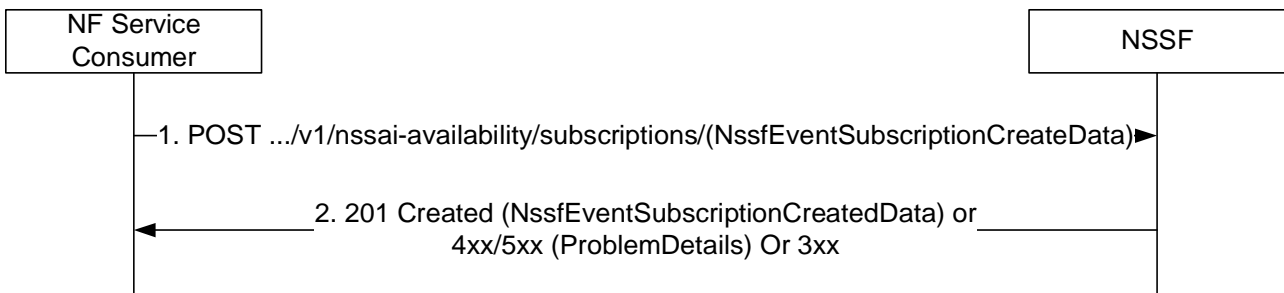 NF Service
Consumer
NSSF
1. POST .../v1/nssai-availability/subscriptions/(NssfEventSubscriptionCreateData)
2. 201 Created (NssfEventSubscriptionCreatedData) or
4xx/5xx (ProblemDetails) Or 3xx